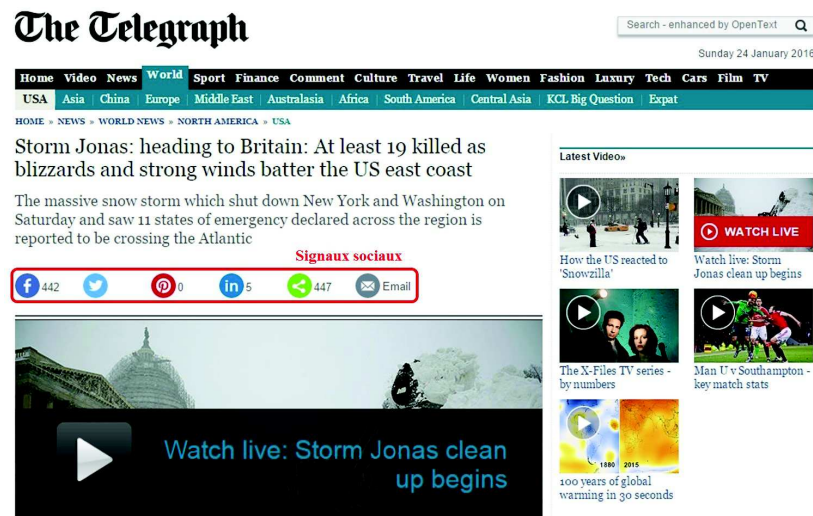 The Telegraph
Search - enhanced by OpenText
Sunday 24 January 2016
Home Video News World Sport Finance Comment Culture Travel Life Women Fashion Luxury Tech Cars Film TV
USA Asia China Europe Middle East Australasia Africa South America Central Asia KCL Big Question Expat
HOME » NEWS » WORLD NEWS » NORTH AMERICA » USA
Storm Jonas: heading to Britain: At least 19 killed as
blizzards and strong winds batter the US east coast
The massive snow storm which shut down New York and Washington on
Saturday and saw 11 states of emergency declared across the region is
reported to be crossing the Atlantic
Signaux sociaux
442 0 in 5 447 Email
Watch live: Storm Jonas clean
up begins
Latest Video»
WATCH LIVE
How the US reacted to
'Snowzilla'
Watch live: Storm
Jonas clean up begins
The X-Files TV series -
by numbers
Man U v Southampton -
key match stats
1880 2015
100 years of global
warming in 30 seconds